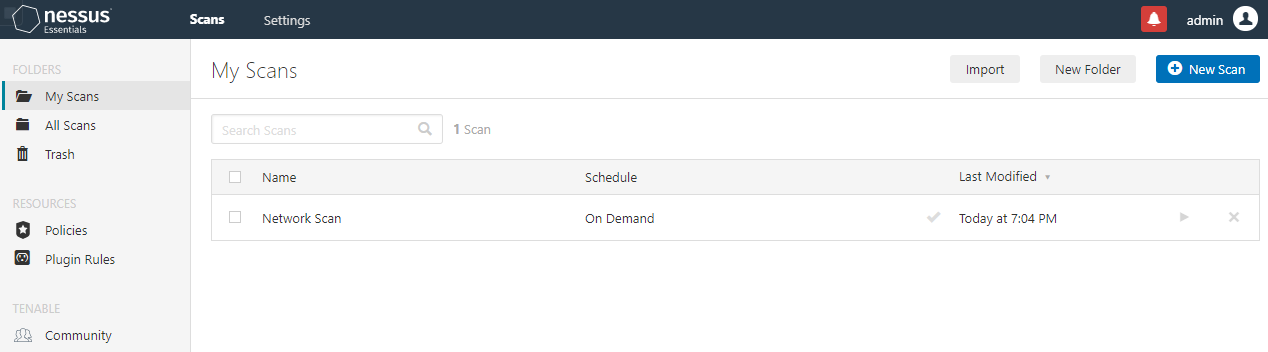 nessus Essentials
Scans
Settings
admin
FOLDERS
My Scans
All Scans
Trash
RESOURCES
Policies
Plugin Rules
TENABLE
Community
My Scans
Import
New Folder
New Scan
Search Scans
1 Scan
Name Schedule Last Modified
Network Scan On Demand Today at 7:04 PM